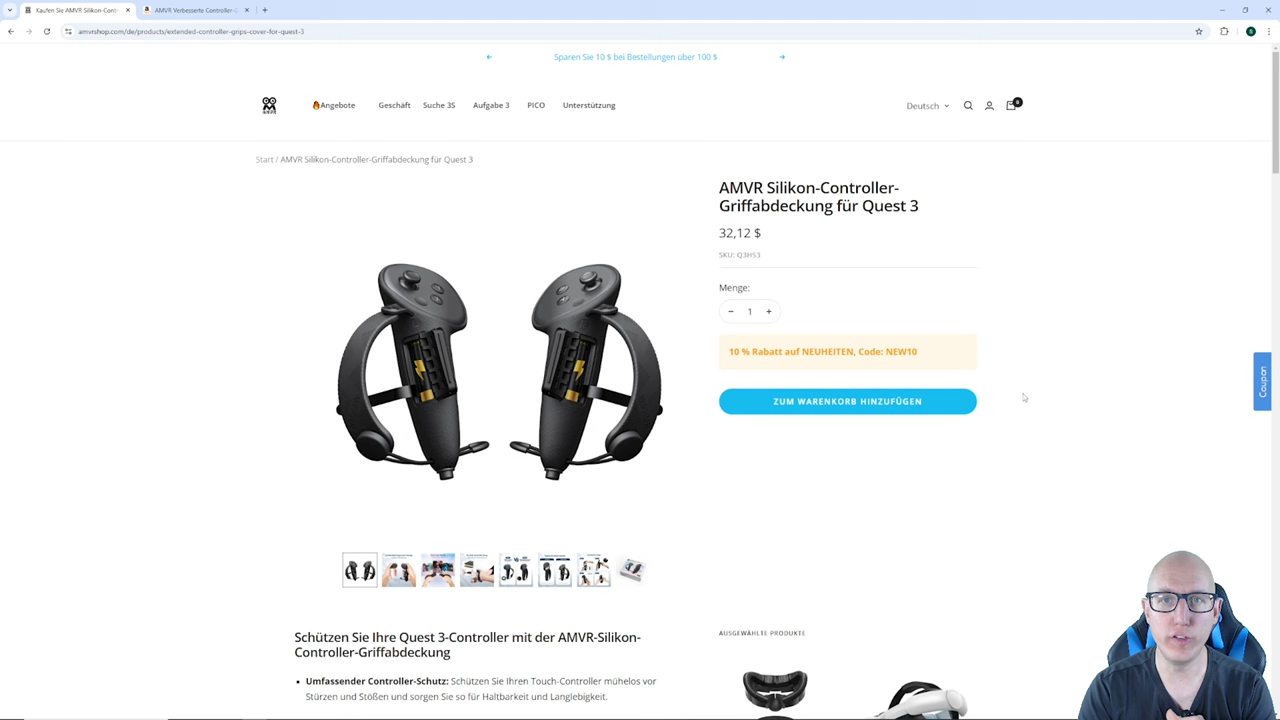 Kaufen Sie AMVR Silikon-Contr
AMVR Verbesserte Controller-G
amvrshop.com/de/products/extended-controller-grips-cover-for-quest-3
Sparen Sie 10 $ bei Bestellungen über 100 $
Angebote
Geschäft
Suche 3S
Aufgabe 3
PICO
Unterstützung
Deutsch
Start / AMVR Silikon-Controller-Griffabdeckung für Quest 3
AMVR Silikon-Controller-
Griffabdeckung für Quest 3
32,12 $
SKU: Q3HS3
Menge:
1
10 % Rabatt auf NEUHEITEN, Code: NEW10
ZUM WARENKORB HINZUFÜGEN
Coupon
Schützen Sie Ihre Quest 3-Controller mit der AMVR-Silikon-
Controller-Griffabdeckung
Umfassender Controller-Schutz: Schützen Sie Ihren Touch-Controller mühelos vor
Stürzen und Stößen und sorgen Sie so für Haltbarkeit und Langlebigkeit.
AUSGEWÄHLTE PRODUKTE